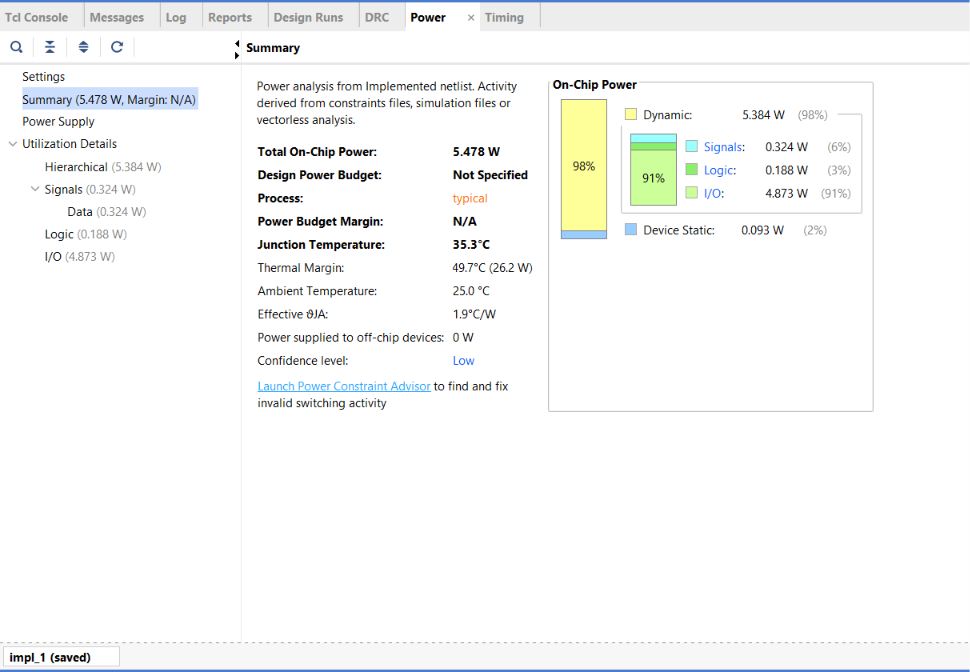 Tcl Console Messages Log Reports Design Runs DRC Power × Timing
Summary
Settings
Summary (5.478 W, Margin: N/A)
Power Supply
Utilization Details
Hierarchical (5.384 W)
Signals (0.324 W)
Data (0.324 W)
Logic (0.188 W)
I/O (4.873 W)
Power analysis from Implemented netlist. Activity
derived from constraints files, simulation files or
vectorless analysis.
Total On-Chip Power: 5.478 W
Design Power Budget: Not Specified
Process: typical
Power Budget Margin: N/A
Junction Temperature: 35.3°C
Thermal Margin: 49.7°C (26.2 W)
Ambient Temperature: 25.0 °C
Effective ϑJA: 1.9°C/W
Power supplied to off-chip devices: 0 W
Confidence level: Low
Launch Power Constraint Advisor to find and fix
invalid switching activity
On-Chip Power
98%
Dynamic: 5.384 W (98%)
91%
Signals: 0.324 W (6%)
Logic: 0.188 W (3%)
I/O: 4.873 W (91%)
Device Static: 0.093 W (2%)
impl_1 (saved)